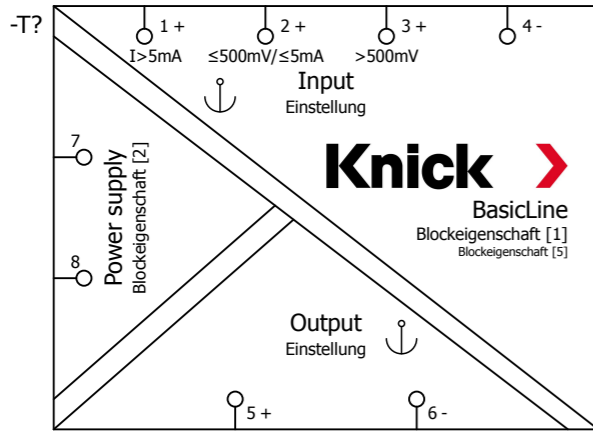 -T?
1 + 2 + 3 + 4 -
I>5mA ≤500mV/≤5mA >500mV
Input
Einstellung
7
8
Power supply
Blockeigenschaft [2]
Knick
BasicLine
Blockeigenschaft [1]
Blockeigenschaft [5]
Output
Einstellung
5 + 6 -